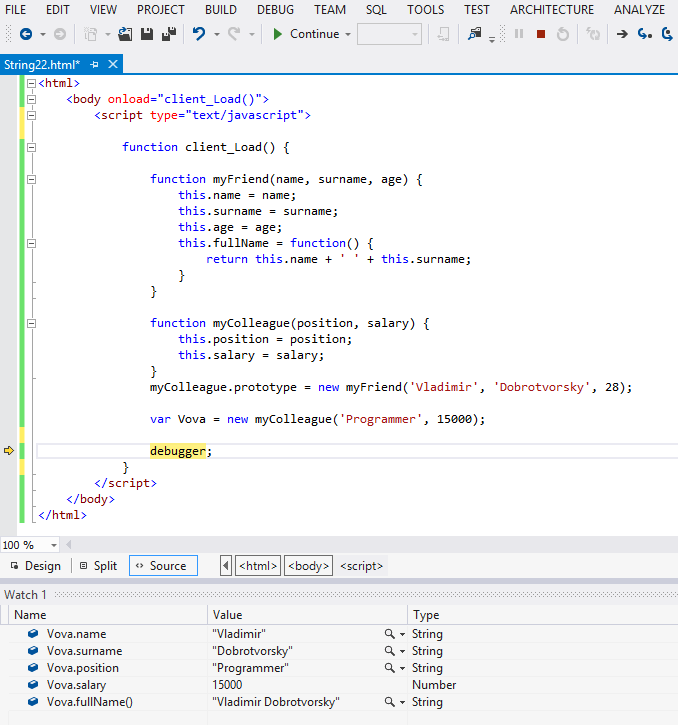 FILE EDIT VIEW PROJECT BUILD DEBUG TEAM SQL TOOLS TEST ARCHITECTURE ANALYZE
Continue
String22.html*
<html>
<body onload="client_Load()">
<script type="text/javascript">
function client_Load() {
function myFriend(name, surname, age) {
this.name = name;
this.surname = surname;
this.age = age;
this.fullName = function() {
return this.name + ' ' + this.surname;
}
}
function myColleague(position, salary) {
this.position = position;
this.salary = salary;
}
myColleague.prototype = new myFriend('Vladimir', 'Dobrotvorsky', 28);
var Vova = new myColleague('Programmer', 15000);
debugger;
}
</script>
</body>
</html>
100 %
Design Split Source <html> <body> <script>
Watch 1
Name Value Type
Vova.name "Vladimir" String
Vova.surname "Dobrotvorsky" String
Vova.position "Programmer" String
Vova.salary 15000 Number
Vova.fullName() "Vladimir Dobrotvorsky" String